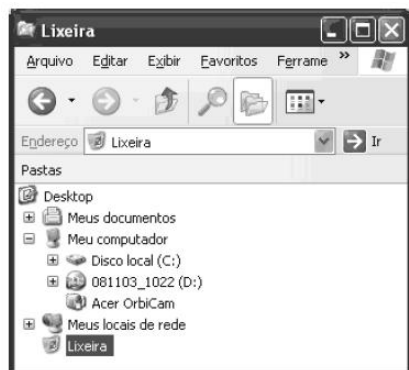 Lixeira
Arquivo Editar Exibir Favoritos Ferrame »
Endereço Lixeira Ir
Pastas
Desktop
Meus documentos
Meu computador
Disco local (C:)
081103_1022 (D:)
Acer OrbiCam
Meus locais de rede
Lixeira